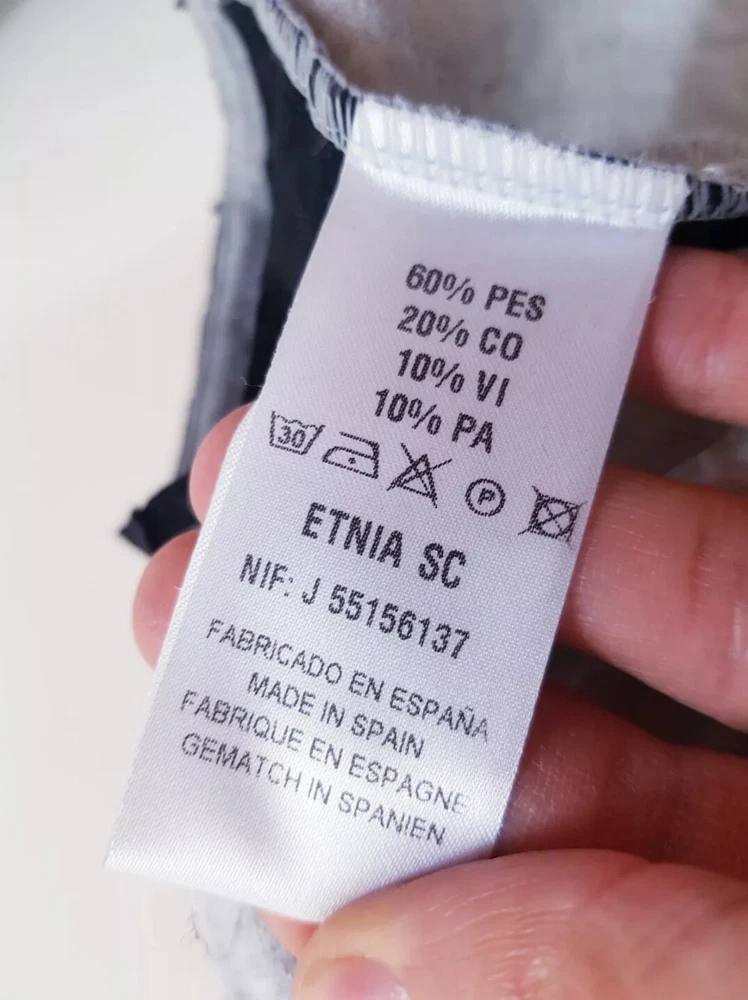 60% PES
20% CO
10% VI
10% PA
30 P
ETNIA SC
NIF: J 55156137
FABRICADO EN ESPAÑA
MADE IN SPAIN
FABRIQUE EN ESPAGNE
GEMATCH IN SPANIEN